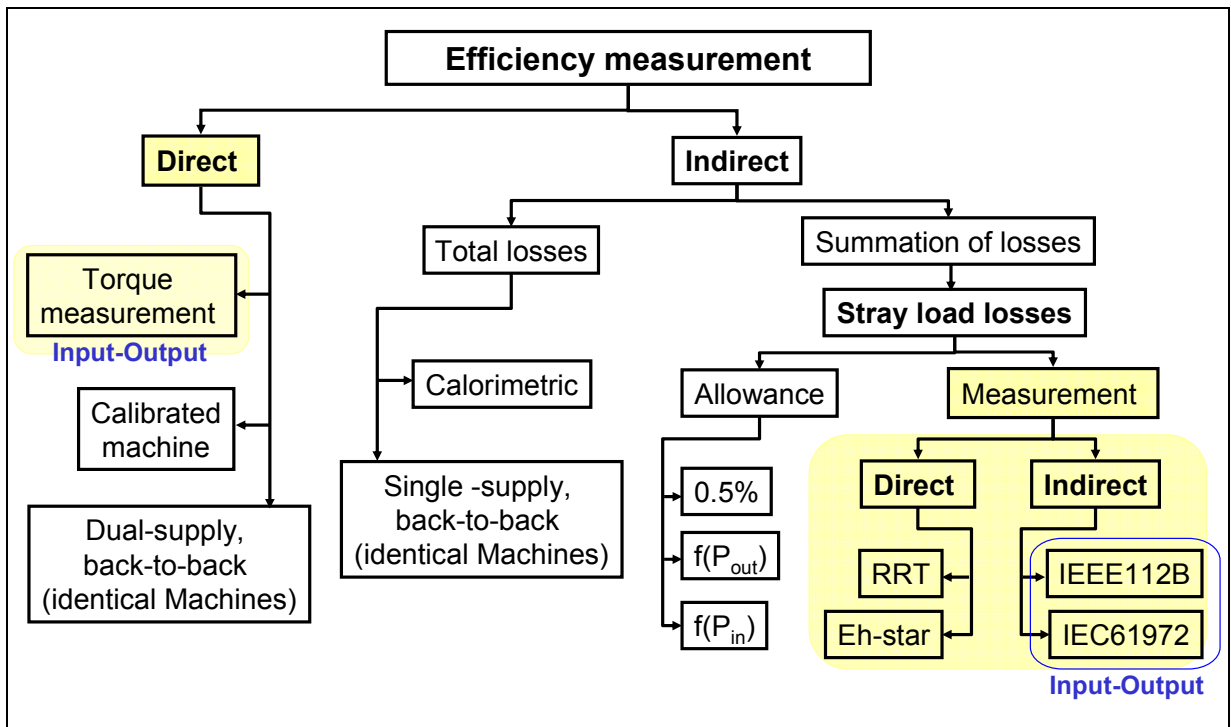 Efficiency measurement
Direct
Indirect
Torque
measurement
Input-Output
Calibrated
machine
Dual-supply,
back-to-back
(identical Machines)
Total losses
Calorimetric
Single -supply,
back-to-back
(identical Machines)
Summation of losses
Stray load losses
Allowance
0.5%
f(Pout)
f(Pin)
Measurement
Direct
RRT
Eh-star
Indirect
IEEE112B
IEC61972
Input-Output